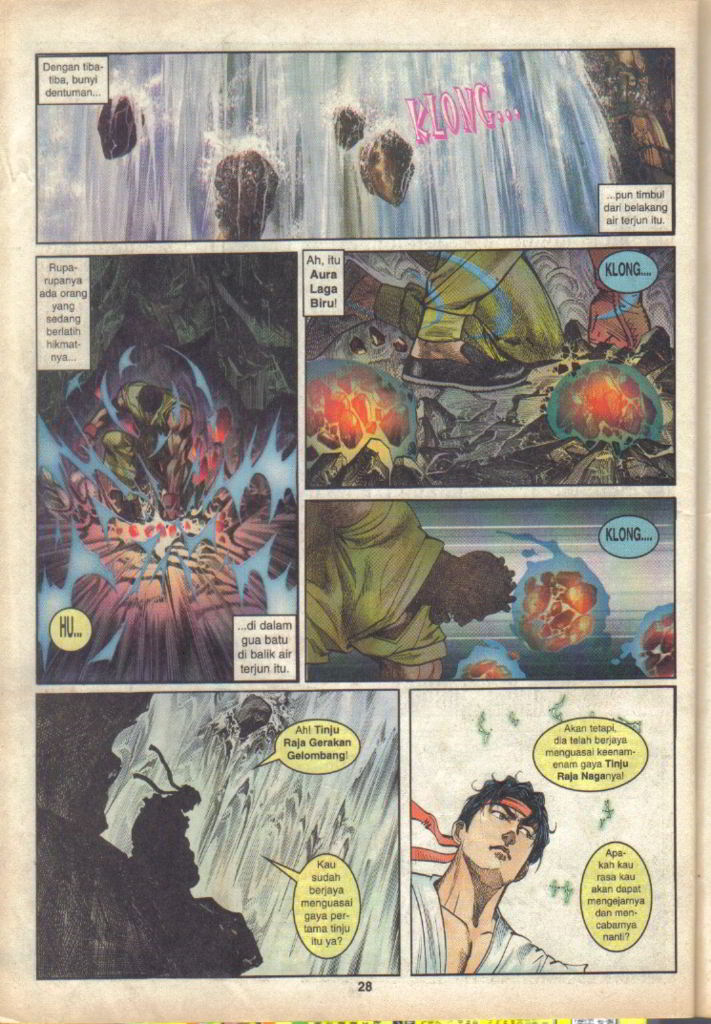 Dengan tiba-
tiba, bunyi
dentuman...
KLONG...
...pun timbul
dari belakang
air terjun itu.
Rupa-
rupanya
ada orang
yang
sedang
berlatih
hikmat-
nya...
HU...
...di dalam
gua batu
di balik air
terjun itu.
Ah, itu
Aura
Laga
Biru!
KLONG....
KLONG....
Ah! Tinju
Raja Gerakan
Gelombang!
Kau
sudah
berjaya
menguasai
gaya per-
tama tinju
itu ya?
Akan tetapi,
dia telah berjaya
menguasai keenam-
enam gaya Tinju
Raja Naganya!
Apa-
kah kau
rasa kau
akan dapat
mengejarnya
dan men-
cabarnya
nanti?
28